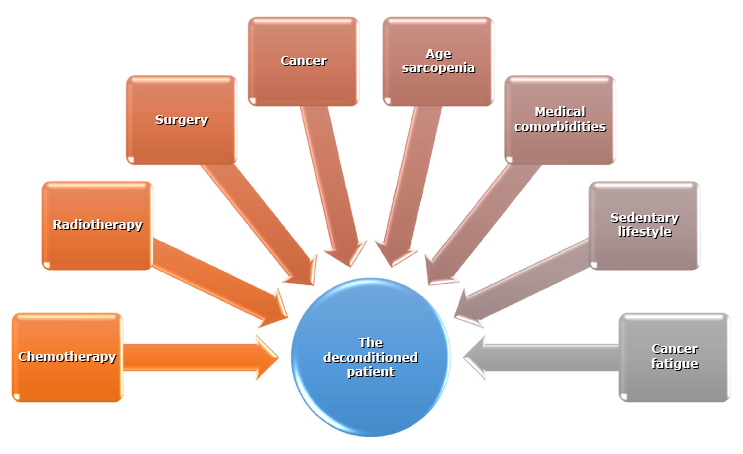 Cancer
Age
sarcopenia
Surgery
Medical
comorbidities
Radiotherapy
Sedentary
lifestyle
Chemotherapy
The
deconditioned
patient
Cancer
fatigue